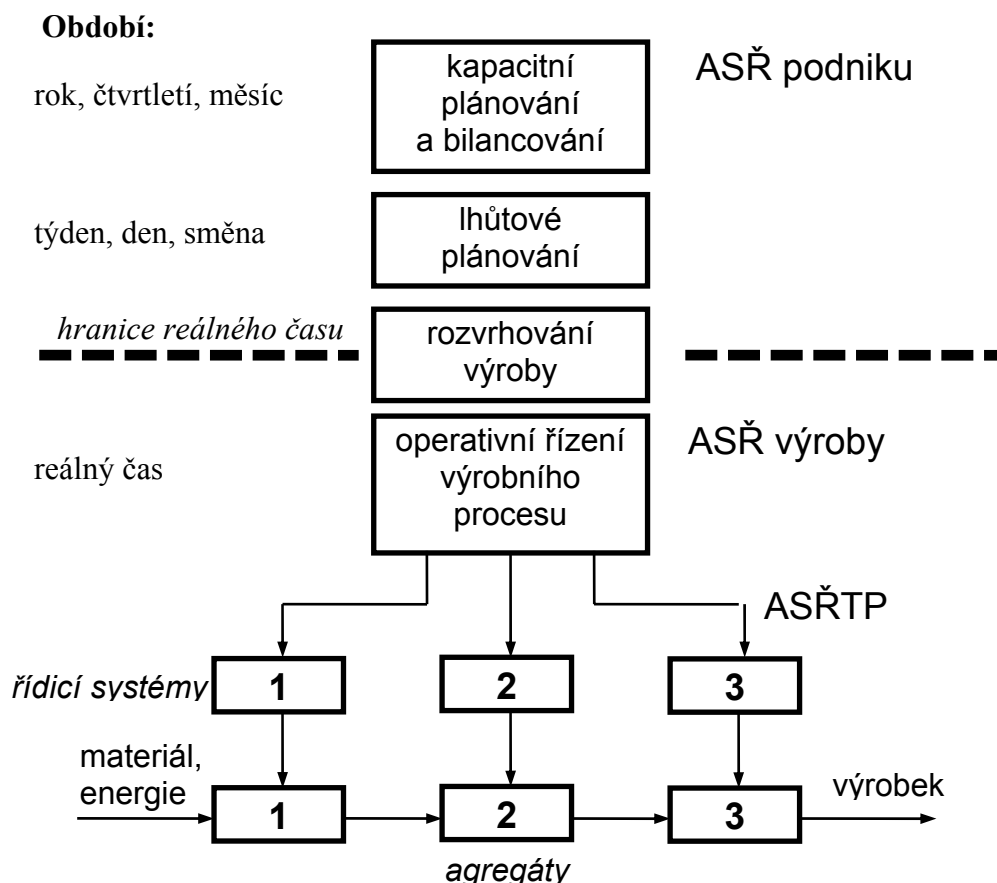 Období:
kapacitní
plánování
a bilancování
ASŘ podniku
rok, čtvrtletí, měsíc
lhůtové
plánování
týden, den, směna
hranice reálného času
rozvrhování
výroby
operativní řízení
výrobního
procesu
ASŘ výroby
reálný čas
ASŘTP
řídicí systémy
1
2
3
materiál,
energie
1
2
3
výrobek
agregáty